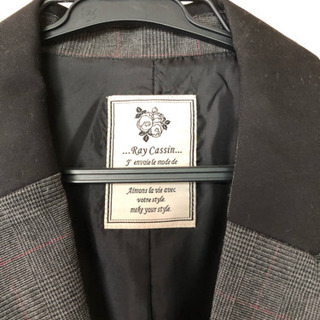 ...Ray Cassin...
J' envoie le mode de
Aimons la vie avec
votre style.
make your style.